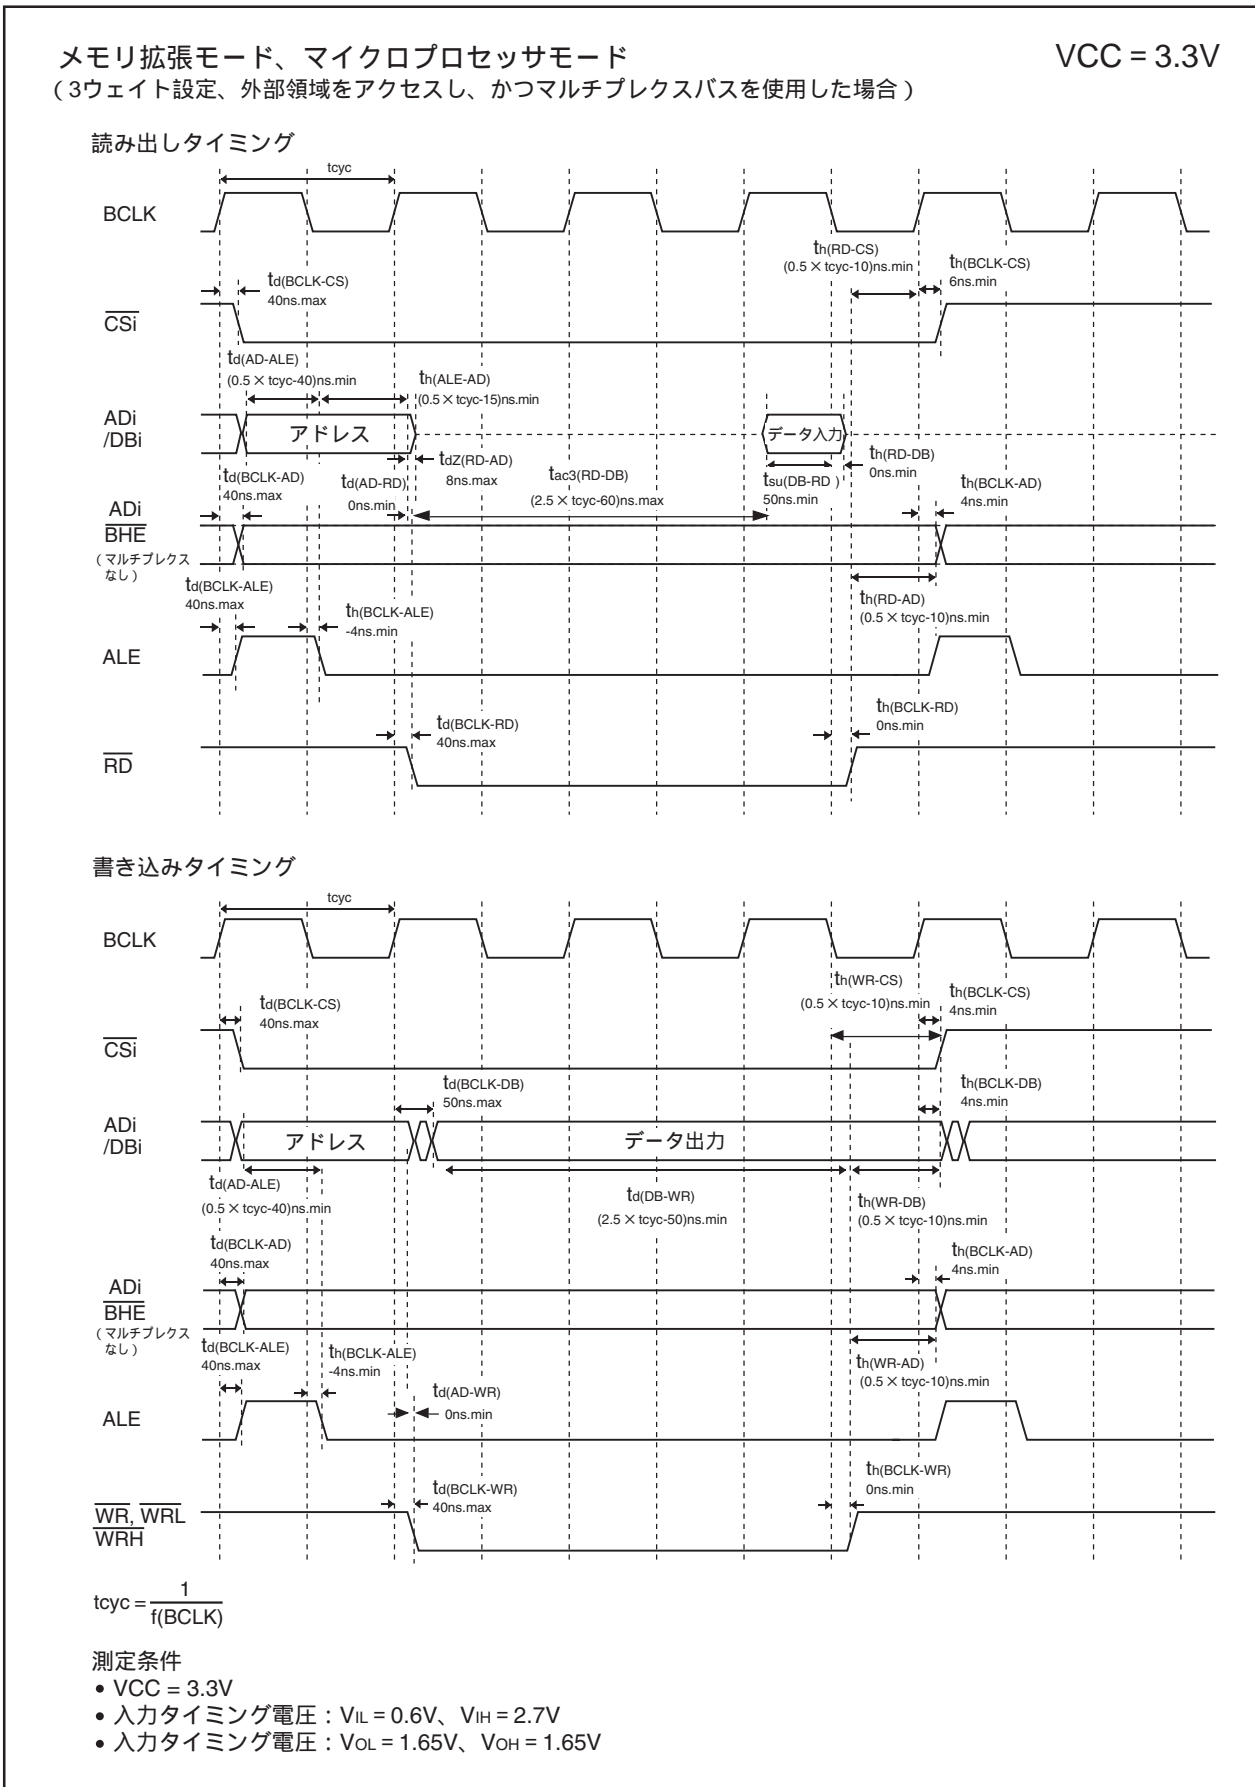 メモリ拡張モード、マイクロプロセッサモード
VCC = 3.3V
(3ウェイト設定、外部領域をアクセスし、かつマルチプレクスバスを使用した場合)
読み出しタイミング
tcyc
BCLK
th(RD-CS)
(0.5×tcyc-10)ns.min
th(BCLK-CS)
6ns.min
td(BCLK-CS)
40ns.max
CSi
td(AD-ALE)
(0.5×tcyc-40)ns.min
th(ALE-AD)
(0.5×tcyc-15)ns.min
ADi
/DBi
アドレス
データ入力
td(BCLK-AD)
40ns.max
td(AD-RD)
0ns.min
tdZ(RD-AD)
8ns.max
tac3(RD-DB)
(2.5×tcyc-60)ns.max
tsu(DB-RD )
50ns.min
th(RD-DB)
0ns.min
th(BCLK-AD)
4ns.min
ADi
BHE
(マルチプレクス
なし)
td(BCLK-ALE)
40ns.max
th(BCLK-ALE)
-4ns.min
th(RD-AD)
(0.5×tcyc-10)ns.min
ALE
td(BCLK-RD)
40ns.max
th(BCLK-RD)
0ns.min
RD
書き込みタイミング
tcyc
BCLK
th(WR-CS)
(0.5×tcyc-10)ns.min
th(BCLK-CS)
4ns.min
td(BCLK-CS)
40ns.max
CSi
td(BCLK-DB)
50ns.max
th(BCLK-DB)
4ns.min
ADi
/DBi
アドレス
データ出力
td(AD-ALE)
(0.5×tcyc-40)ns.min
td(DB-WR)
(2.5×tcyc-50)ns.min
th(WR-DB)
(0.5×tcyc-10)ns.min
td(BCLK-AD)
40ns.max
th(BCLK-AD)
4ns.min
ADi
BHE
(マルチプレクス
なし)
td(BCLK-ALE)
40ns.max
th(BCLK-ALE)
-4ns.min
td(AD-WR)
0ns.min
th(WR-AD)
(0.5×tcyc-10)ns.min
ALE
td(BCLK-WR)
40ns.max
th(BCLK-WR)
0ns.min
WR, WRL
WRH
tcyc = 1
f(BCLK)
測定条件
• VCC = 3.3V
• 入力タイミング電圧:VIL = 0.6V、VIH = 2.7V
• 入力タイミング電圧:VOL = 1.65V、VOH = 1.65V